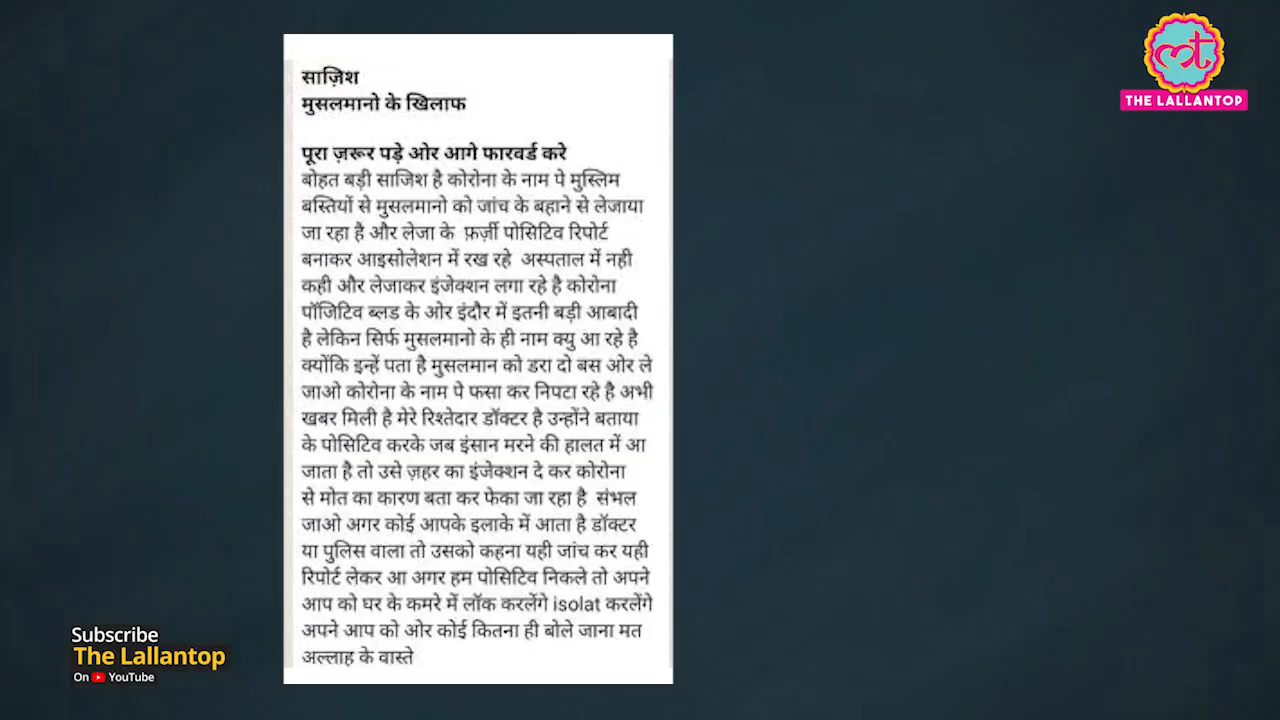 साज़िश
मुसलमानो के खिलाफ
पूरा ज़रूर पड़े ओर आगे फारवर्ड करे
बोहत बड़ी साज़िश है कोरोना के नाम पे मुस्लिम
बस्तियों से मुसलमानो को जांच के बहाने से लेजाया
जा रहा है और लेजा के फ़र्ज़ी पोसिटिव रिपोर्ट
बनाकर आइसोलेशन में रख रहे अस्पताल में नही
कही और लेजाकर इंजेक्शन लगा रहे है कोरोना
पॉजिटिव ब्लड के ओर इंदौर में इतनी बड़ी आबादी
है लेकिन सिर्फ मुसलमानो के ही नाम क्यु आ रहे है
क्योंकि इन्हें पता है मुसलमान को डरा दो बस ओर ले
जाओ कोरोना के नाम पे फसा कर निपटा रहे है अभी
खबर मिली है मेरे रिश्तेदार डॉक्टर है उन्होंने बताया
के पोसिटिव करके जब इंसान मरने की हालत में आ
जाता है तो उसे ज़हर का इंजेक्शन दे कर कोरोना
से मोत का कारण बता कर फेका जा रहा है संभल
जाओ अगर कोई आपके इलाके में आता है डॉक्टर
या पुलिस वाला तो उसको कहना यही जांच कर यही
रिपोर्ट लेकर आ अगर हम पोसिटिव निकले तो अपने
आप को घर के कमरे में लॉक करलेंगे isolat करलेंगे
अपने आप को ओर कोई कितना ही बोले जाना मत
अल्लाह के वास्ते
THE LALLANTOP
Subscribe
The Lallantop
On YouTube